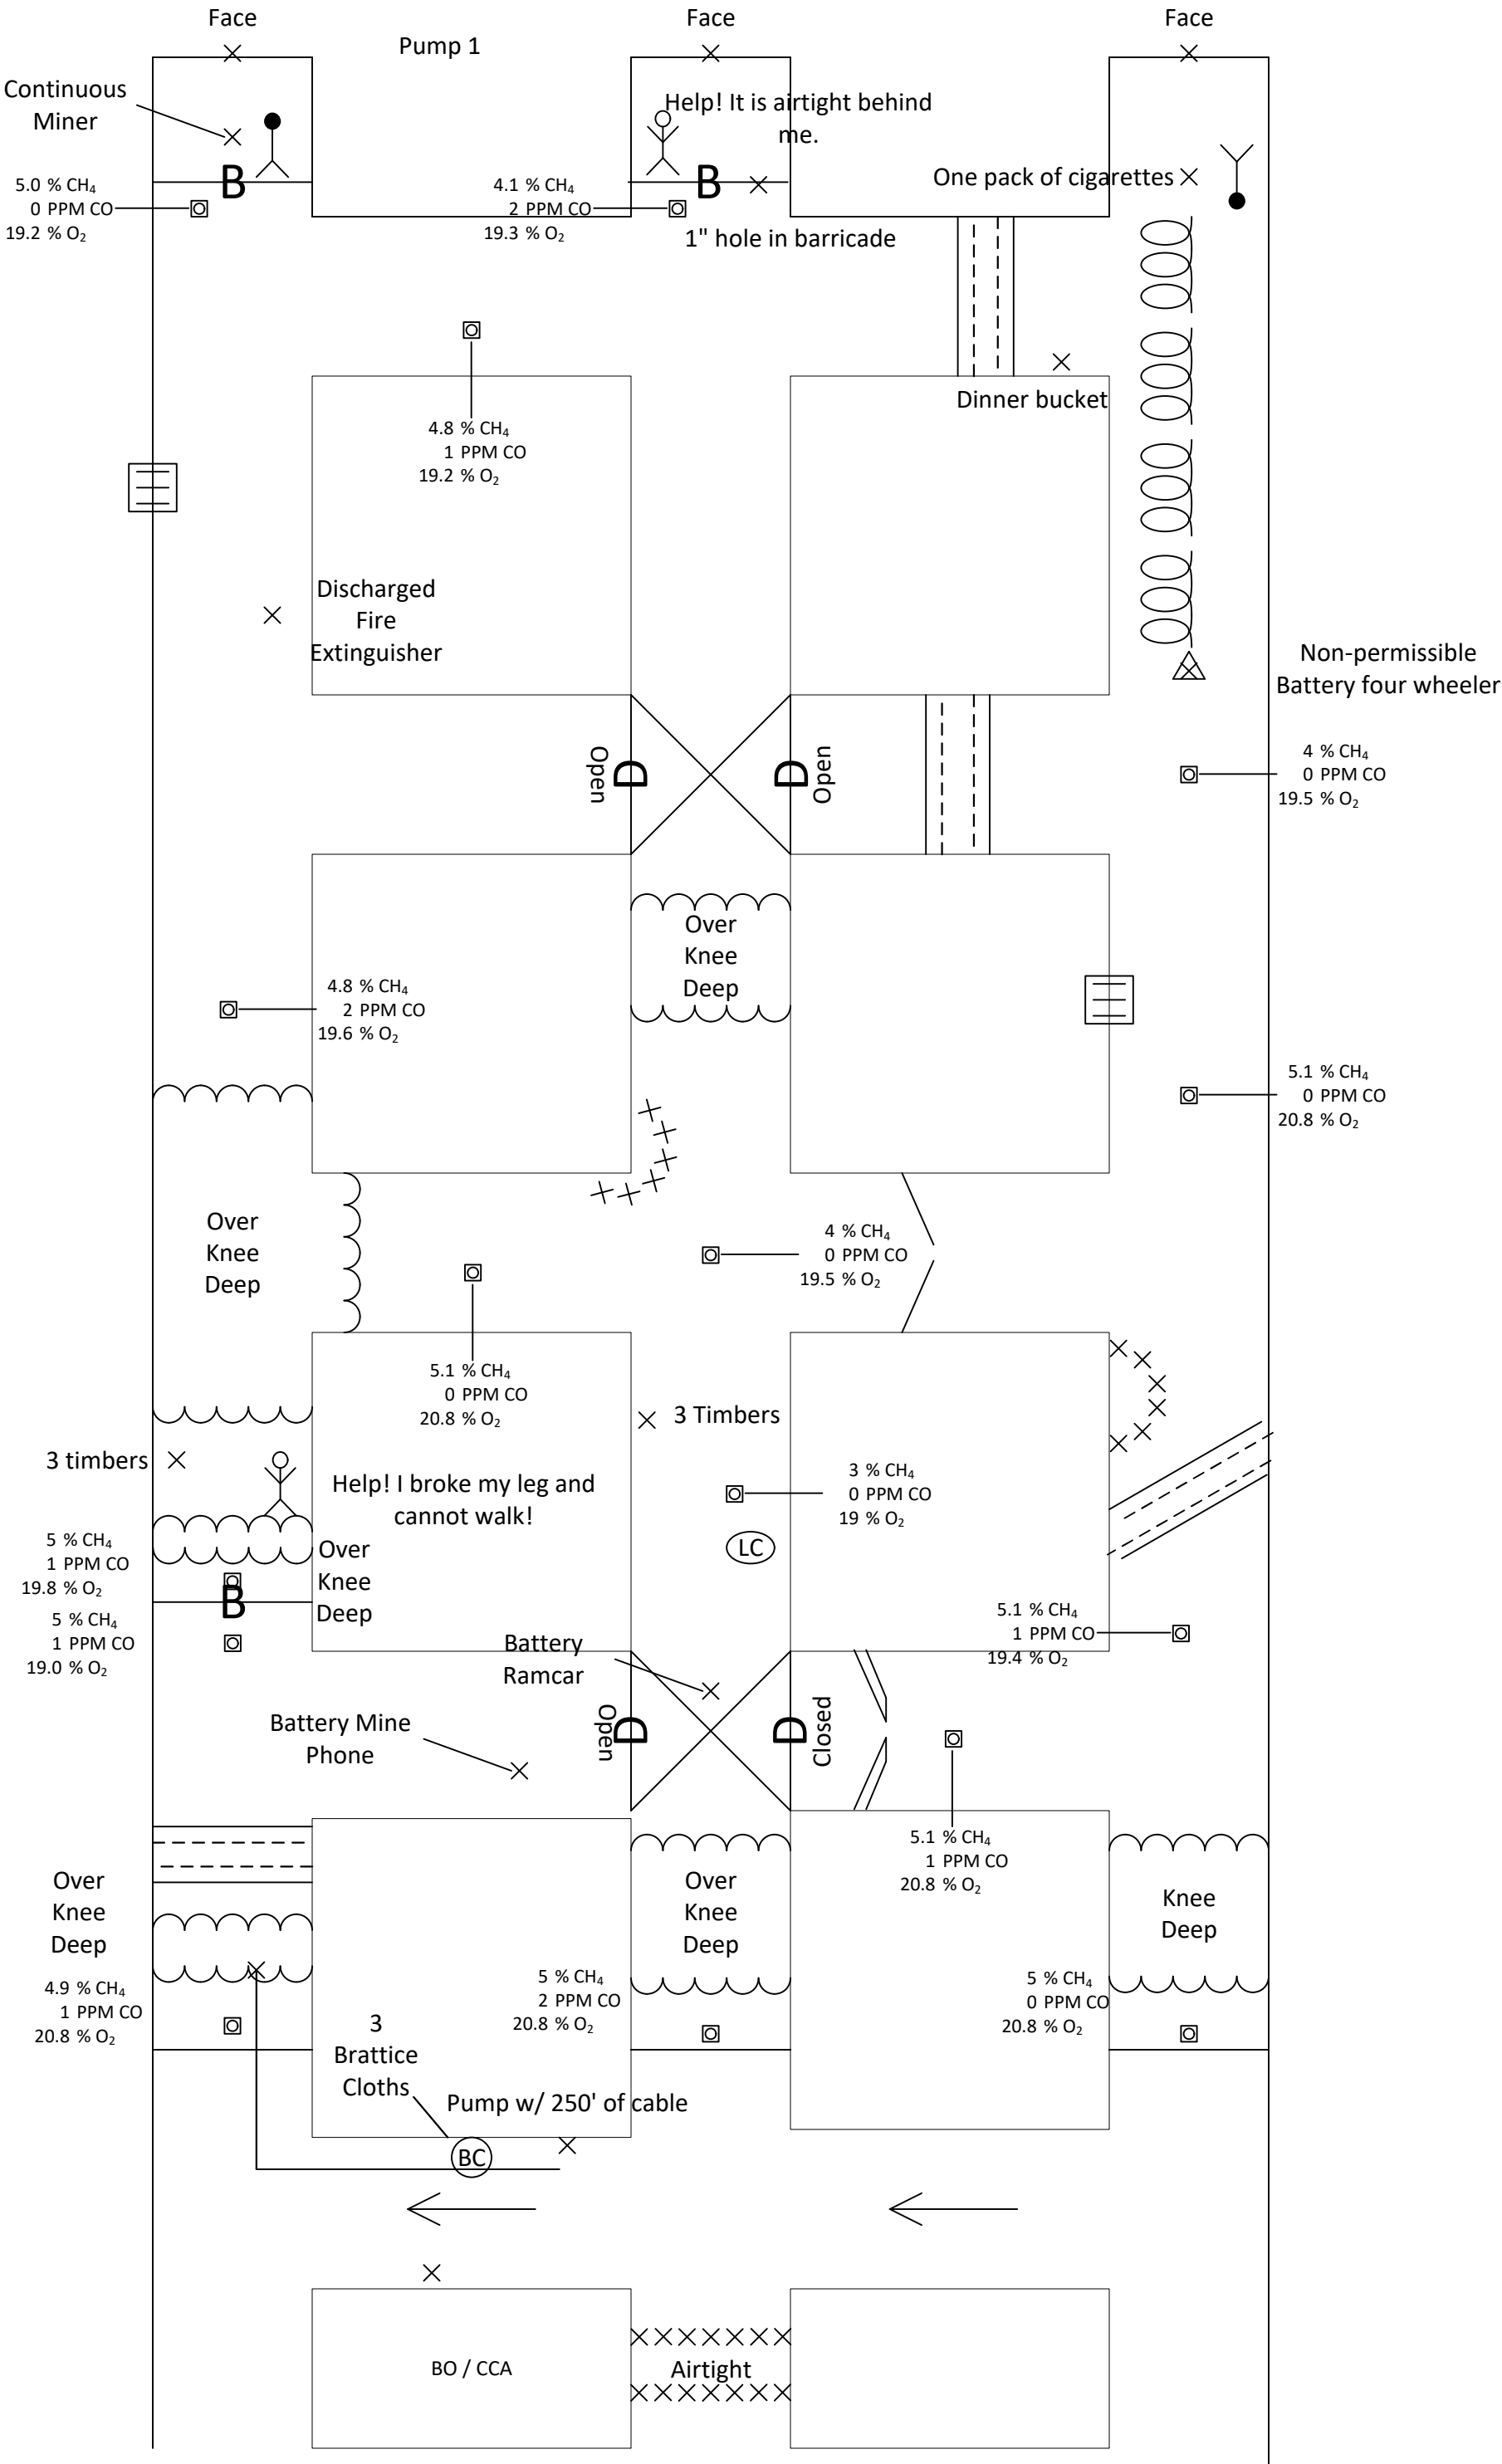 Face
Face
Face
Pump 1
Continuous
Miner
Help! It is airtight behind
me.
B
B
One pack of cigarettes
5.0 % CH₄
0 PPM CO
19.2 % O₂
4.1 % CH₄
2 PPM CO
19.3 % O₂
1" hole in barricade
Dinner bucket
4.8 % CH₄
1 PPM CO
19.2 % O₂
Discharged
Fire
Extinguisher
Non-permissible
Battery four wheeler
Open
D
D
Open
4 % CH₄
0 PPM CO
19.5 % O₂
Over
Knee
Deep
4.8 % CH₄
2 PPM CO
19.6 % O₂
5.1 % CH₄
0 PPM CO
20.8 % O₂
Over
Knee
Deep
4 % CH₄
0 PPM CO
19.5 % O₂
5.1 % CH₄
0 PPM CO
20.8 % O₂
3 Timbers
3 timbers
Help! I broke my leg and
cannot walk!
3 % CH₄
0 PPM CO
19 % O₂
LC
5 % CH₄
1 PPM CO
19.8 % O₂
Over
Knee
Deep
B
5 % CH₄
1 PPM CO
19.0 % O₂
5.1 % CH₄
1 PPM CO
19.4 % O₂
Battery
Ramcar
Battery Mine
Phone
Open
D
D
Closed
5.1 % CH₄
1 PPM CO
20.8 % O₂
Over
Knee
Deep
Over
Knee
Deep
Knee
Deep
4.9 % CH₄
1 PPM CO
20.8 % O₂
5 % CH₄
2 PPM CO
20.8 % O₂
5 % CH₄
0 PPM CO
20.8 % O₂
3
Brattice
Cloths
Pump w/ 250' of cable
BC
BO / CCA
Airtight